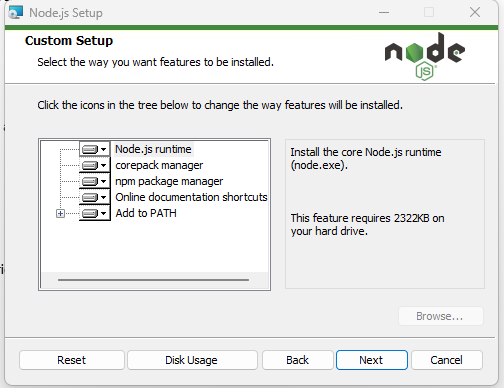 Node.js Setup
Custom Setup
Select the way you want features to be installed.
node
JS
Click the icons in the tree below to change the way features will be installed.
Node.js runtime
corepack manager
npm package manager
Online documentation shortcuts
Add to PATH
Install the core Node.js runtime
(node.exe).
This feature requires 2322KB on
your hard drive.
Browse...
Reset
Disk Usage
Back
Next
Cancel